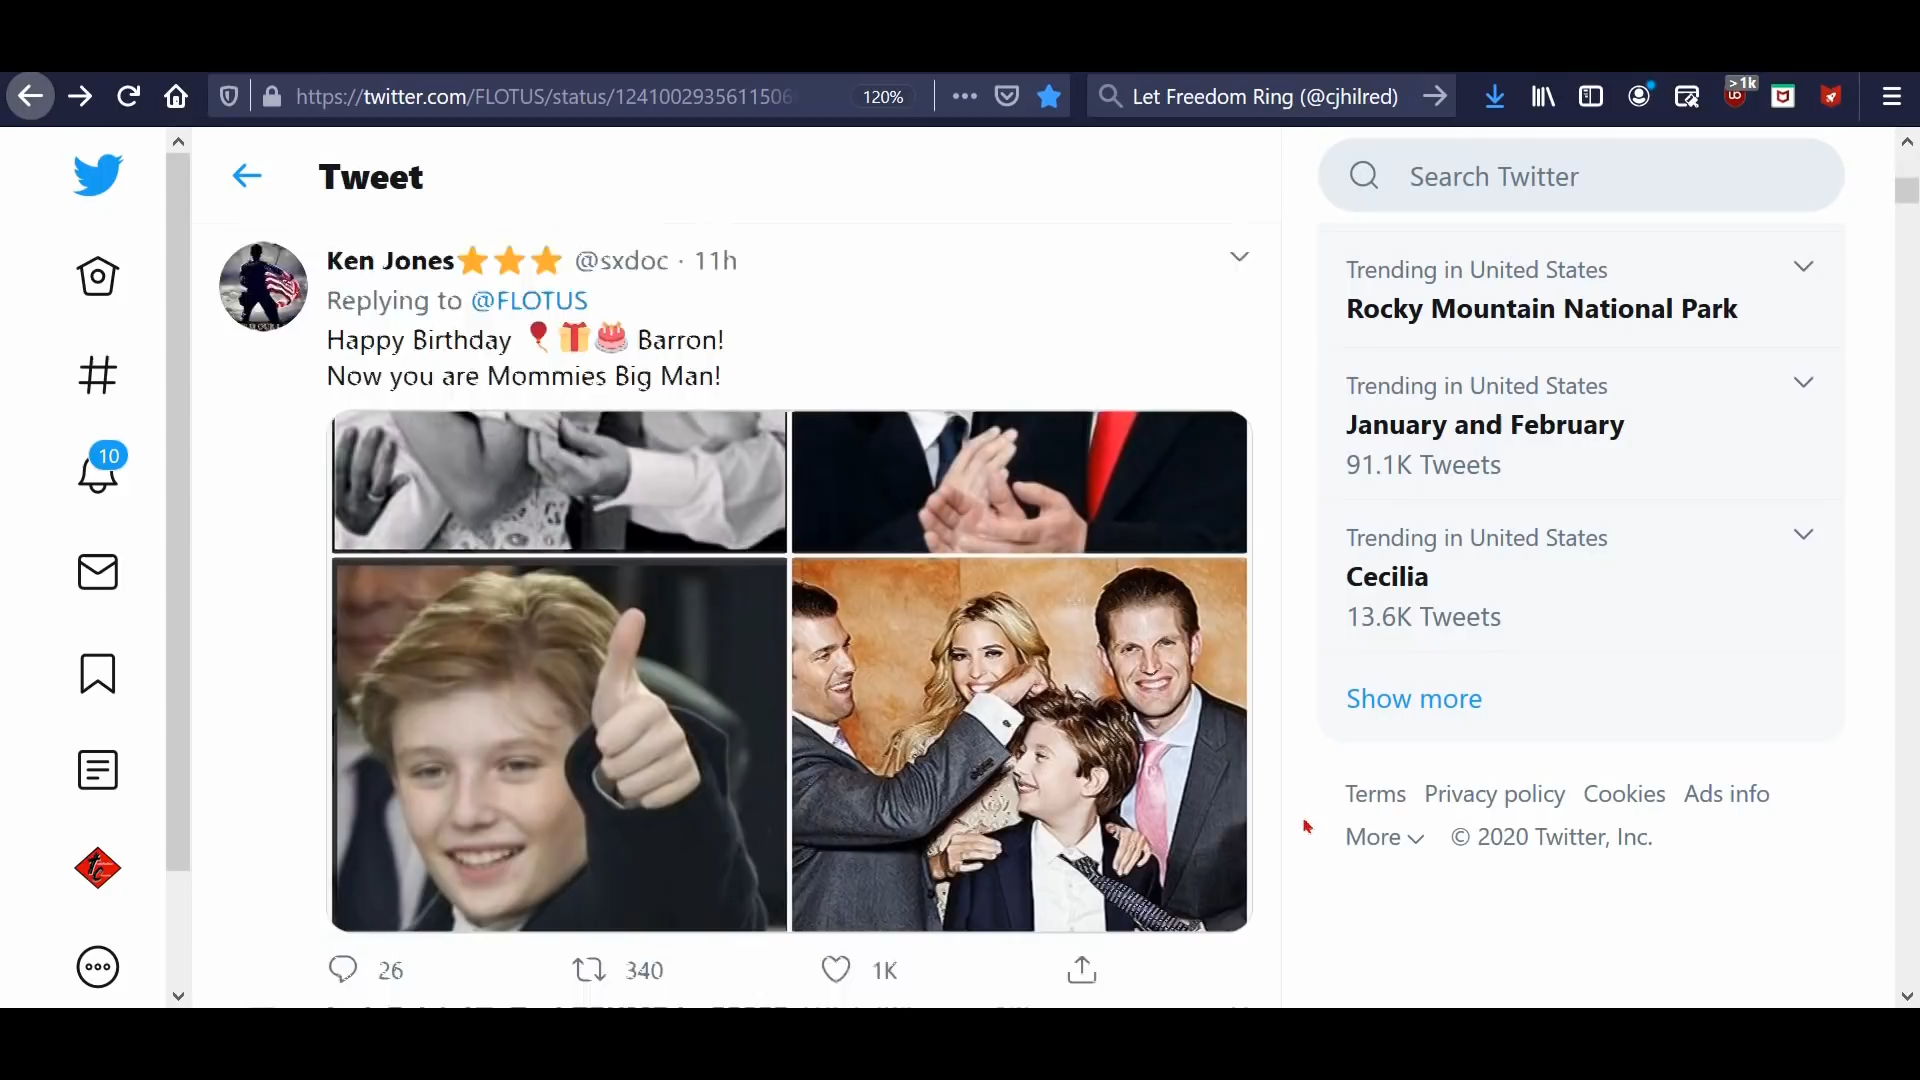 https://twitter.com/FLOTUS/status/1241002935611506
120%
Let Freedom Ring (@cjhilred)
>1k
Tweet
Search Twitter
Ken Jones⭐⭐⭐ @sxdoc · 11h
Replying to @FLOTUS
Happy Birthday 🎈🎁🎂 Barron!
Now you are Mommies Big Man!
10
26
340
1K
Trending in United States
Rocky Mountain National Park
Trending in United States
January and February
91.1K Tweets
Trending in United States
Cecilia
13.6K Tweets
Show more
Terms Privacy policy Cookies Ads info
More © 2020 Twitter, Inc.